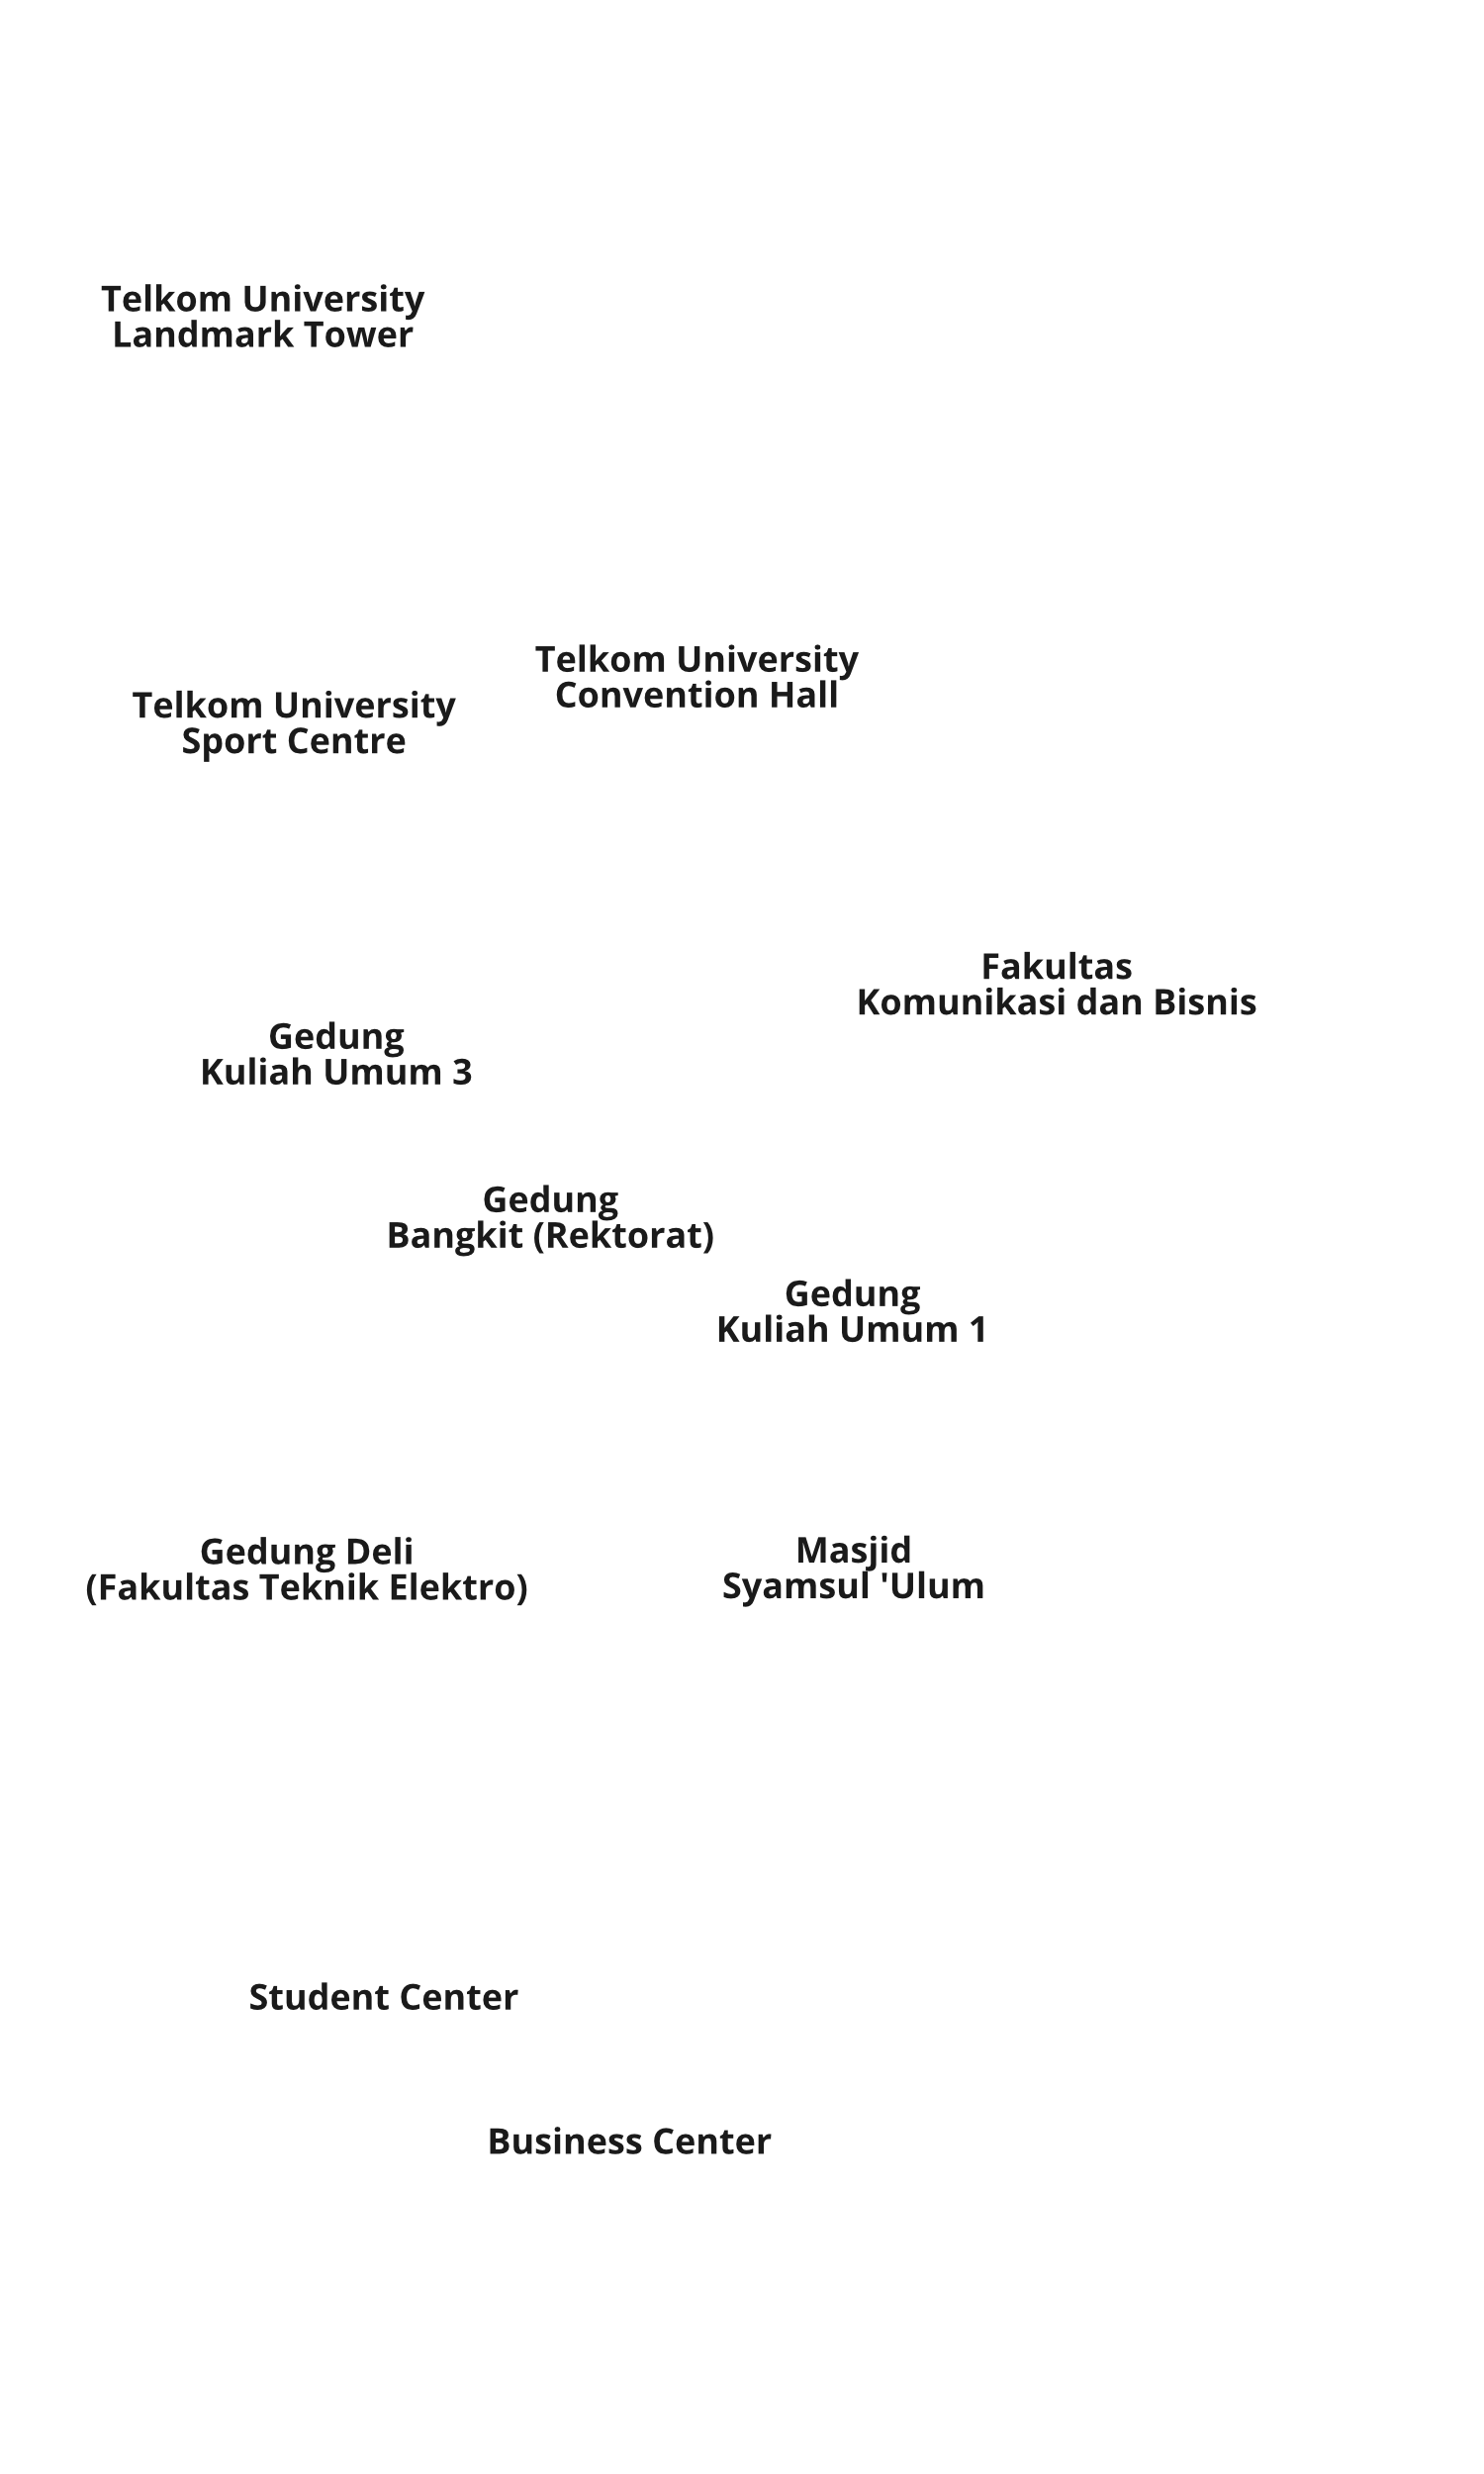 Telkom University
Landmark Tower
Telkom University
Convention Hall
Telkom University
Sport Centre
Fakultas
Komunikasi dan Bisnis
Gedung
Kuliah Umum 3
Gedung
Bangkit (Rektorat)
Gedung
Kuliah Umum 1
Gedung Deli
(Fakultas Teknik Elektro)
Masjid
Syamsul 'Ulum
Student Center
Business Center